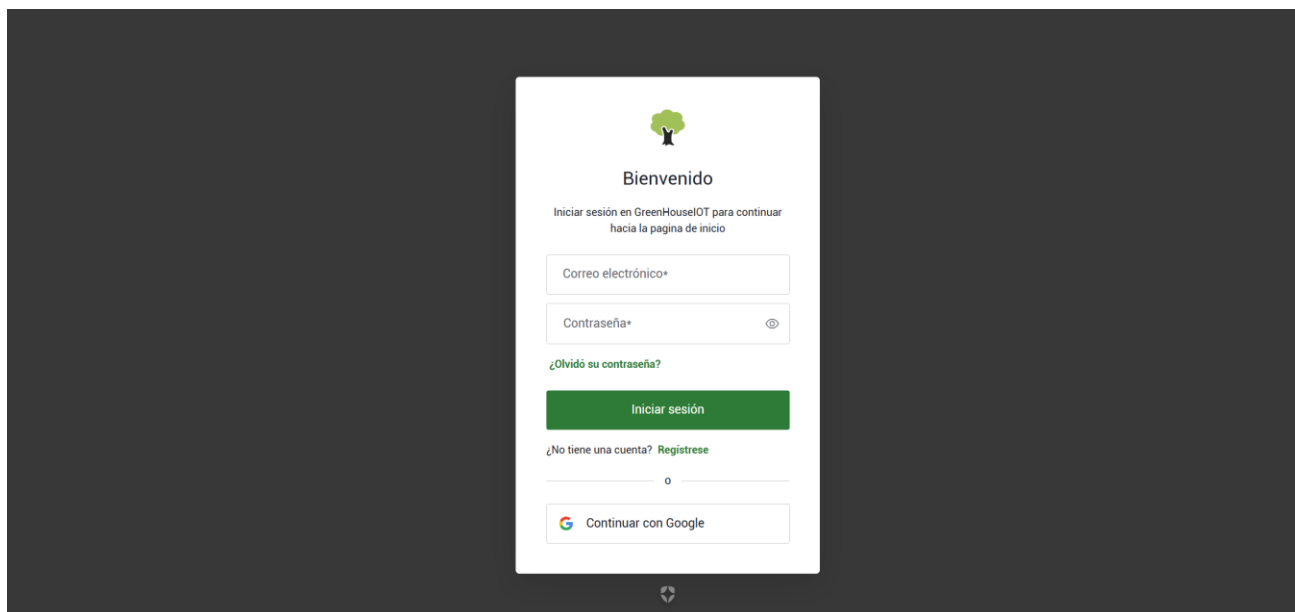 Bienvenido
Iniciar sesión en GreenHouseIOT para continuar
hacia la pagina de inicio
Correo electrónico*
Contraseña*
¿Olvidó su contraseña?
Iniciar sesión
¿No tiene una cuenta? Regístrese
o
Continuar con Google